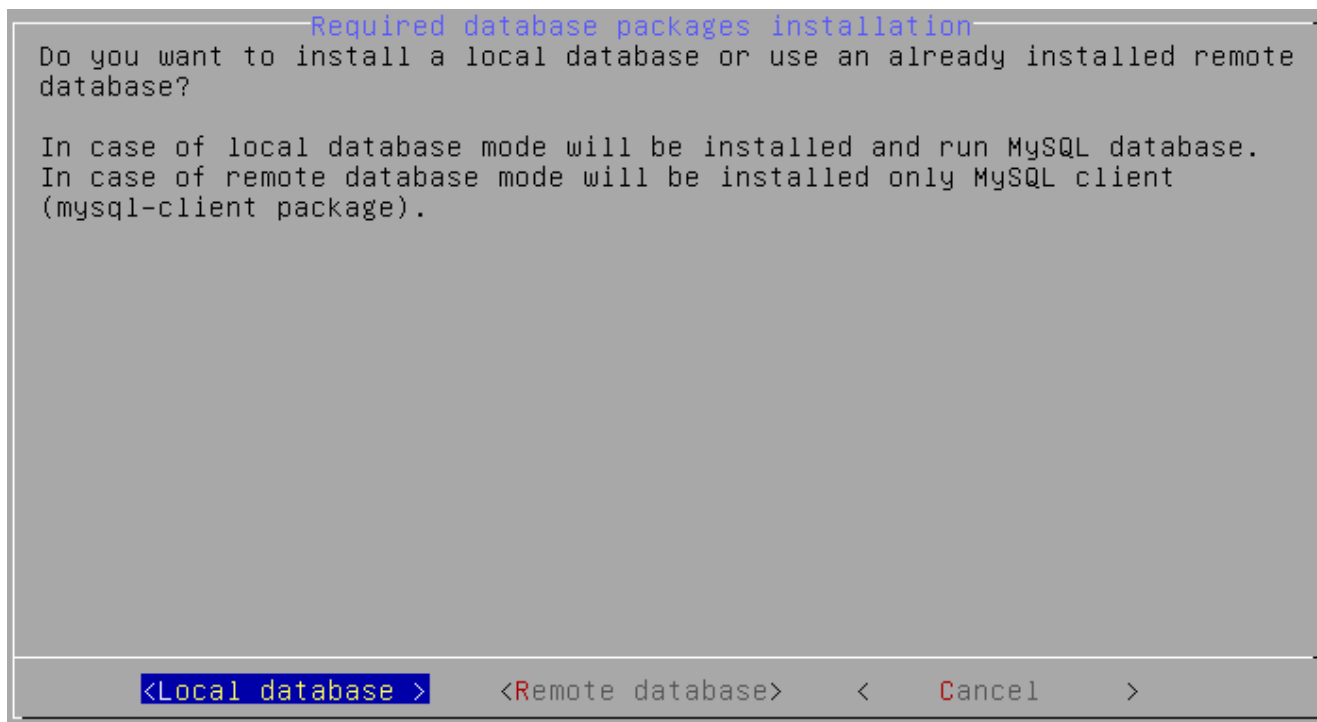 Required database packages installation
Do you want to install a local database or use an already installed remote
database?
In case of local database mode will be installed and run MySQL database.
In case of remote database mode will be installed only MySQL client
(mysql-client package).
<Local database > <Remote database> < Cancel >